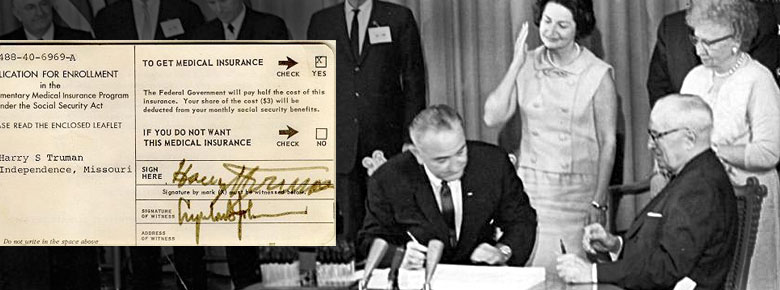 488-40-6969-A
LICATION FOR ENROLLMENT
in the
ementary Medical Insurance Program
nder the Social Security Act
ASE READ THE ENCLOSED LEAFLET
Harry S Truman
Independence, Missouri
Do not write in the space above
TO GET MEDICAL INSURANCE
CHECK
X
YES
The Federal Government will pay half the cost of this
insurance. Your share of the cost ($3) will be
deducted from your monthly social security benefits.
IF YOU DO NOT WANT
THIS MEDICAL INSURANCE
CHECK
NO
SIGN
HERE
Harry S Truman
Signature by mark (X) must be witnessed below.
SIGNATURE
OF WITNESS
Lyndon B Johnson
ADDRESS
OF WITNESS